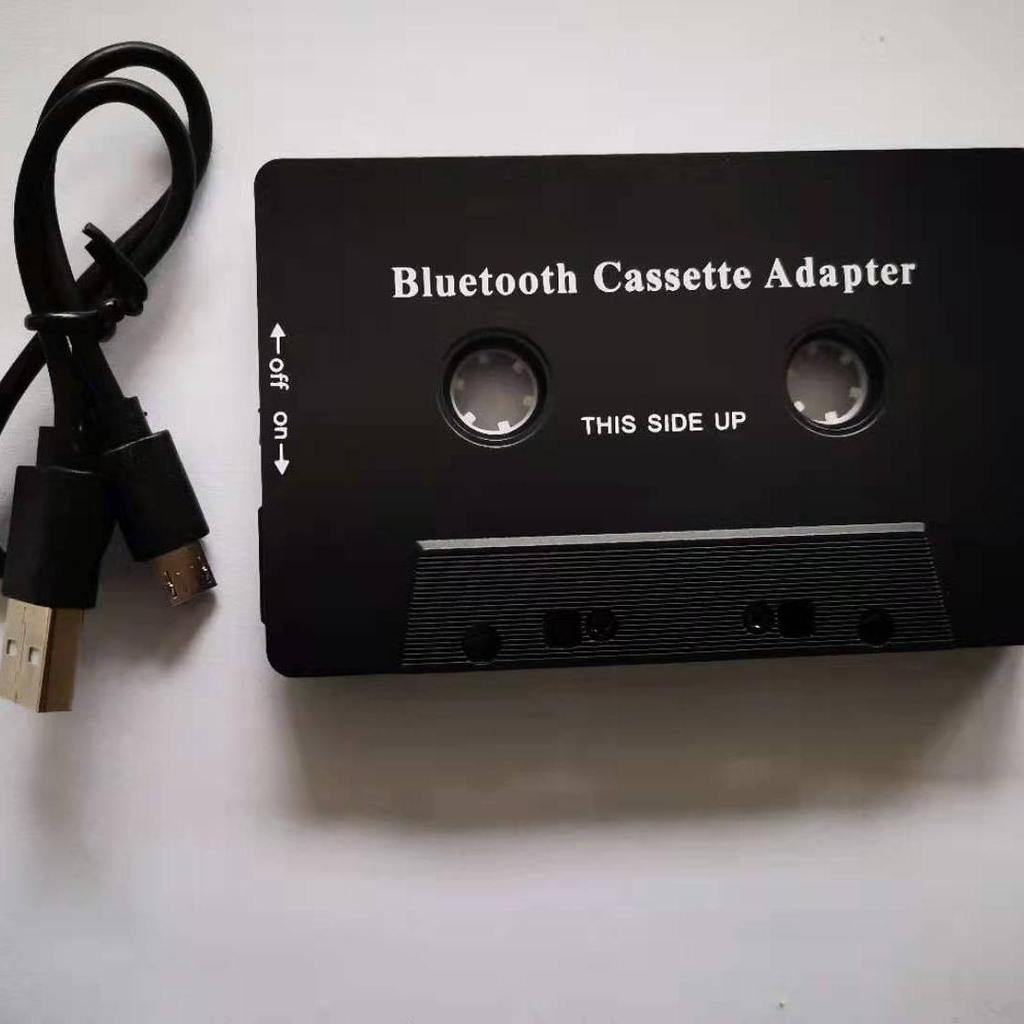 Bluetooth Cassette Adapter
←off on→
THIS SIDE UP